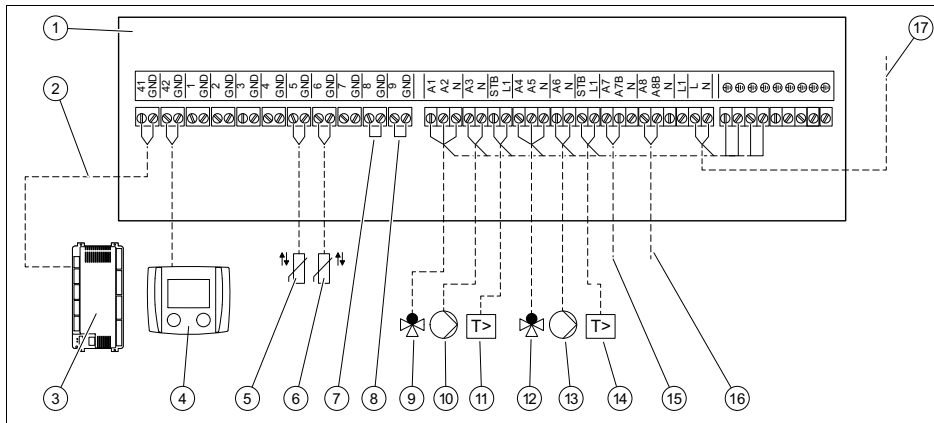 1
17
41 GND 42 GND 1 GND 2 GND 3 GND 4 GND 5 GND 6 GND 7 GND 8 GND 9 GND A1 A2 N A3 N STB L1 A4 A5 N A6 N STB L1 A7 A7B N A8 A8B N L1 L N
2
T> T>
3 4 5 6 7 8 9 10 11 12 13 14 15 16